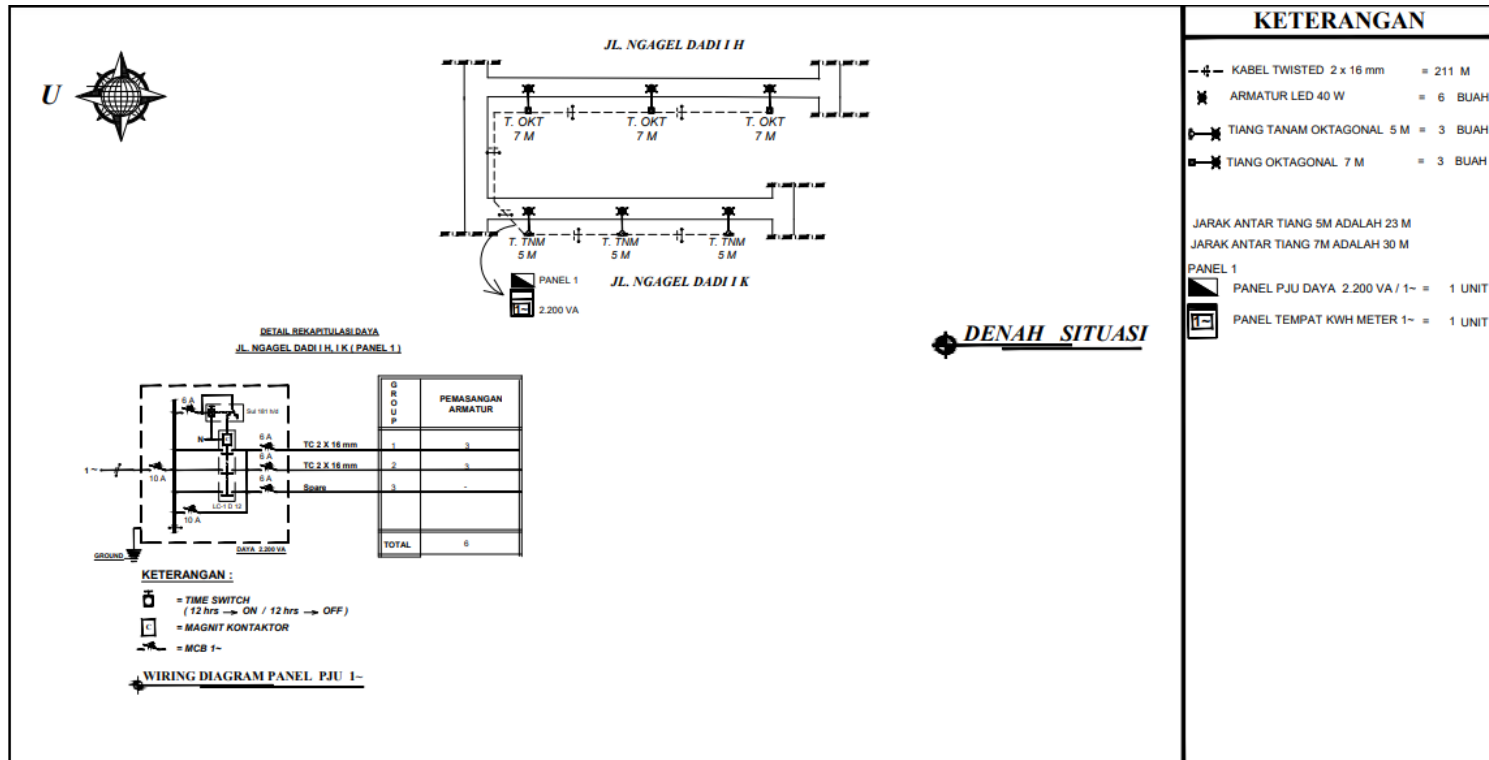 U
JL. NGAGEL DADI I H
T. OKT
7 M
T. OKT
7 M
T. OKT
7 M
T. TNM
5 M
T. TNM
5 M
T. TNM
5 M
PANEL 1
1~
2.200 VA
JL. NGAGEL DADI I K
DENAH SITUASI
DETAIL REKAPITULASI DAYA
JL. NGAGEL DADI I H, I K ( PANEL 1 )
6 A
Sul 181 h/d
N
6 A
TC 2 X 16 mm
6 A
TC 2 X 16 mm
1~
10 A
6 A
Spare
LC-1 D 12
10 A
GROUND
DAYA 2.200 VA
GROUP
PEMASANGAN
ARMATUR
1 3
2 3
3 -
TOTAL 6
KETERANGAN :
= TIME SWITCH
( 12 hrs → ON / 12 hrs → OFF )
C = MAGNIT KONTAKTOR
= MCB 1~
WIRING DIAGRAM PANEL PJU 1~
KETERANGAN
KABEL TWISTED 2 x 16 mm = 211 M
ARMATUR LED 40 W = 6 BUAH
TIANG TANAM OKTAGONAL 5 M = 3 BUAH
TIANG OKTAGONAL 7 M = 3 BUAH
JARAK ANTAR TIANG 5M ADALAH 23 M
JARAK ANTAR TIANG 7M ADALAH 30 M
PANEL 1
PANEL PJU DAYA 2.200 VA / 1~ = 1 UNIT
1~ PANEL TEMPAT KWH METER 1~ = 1 UNIT